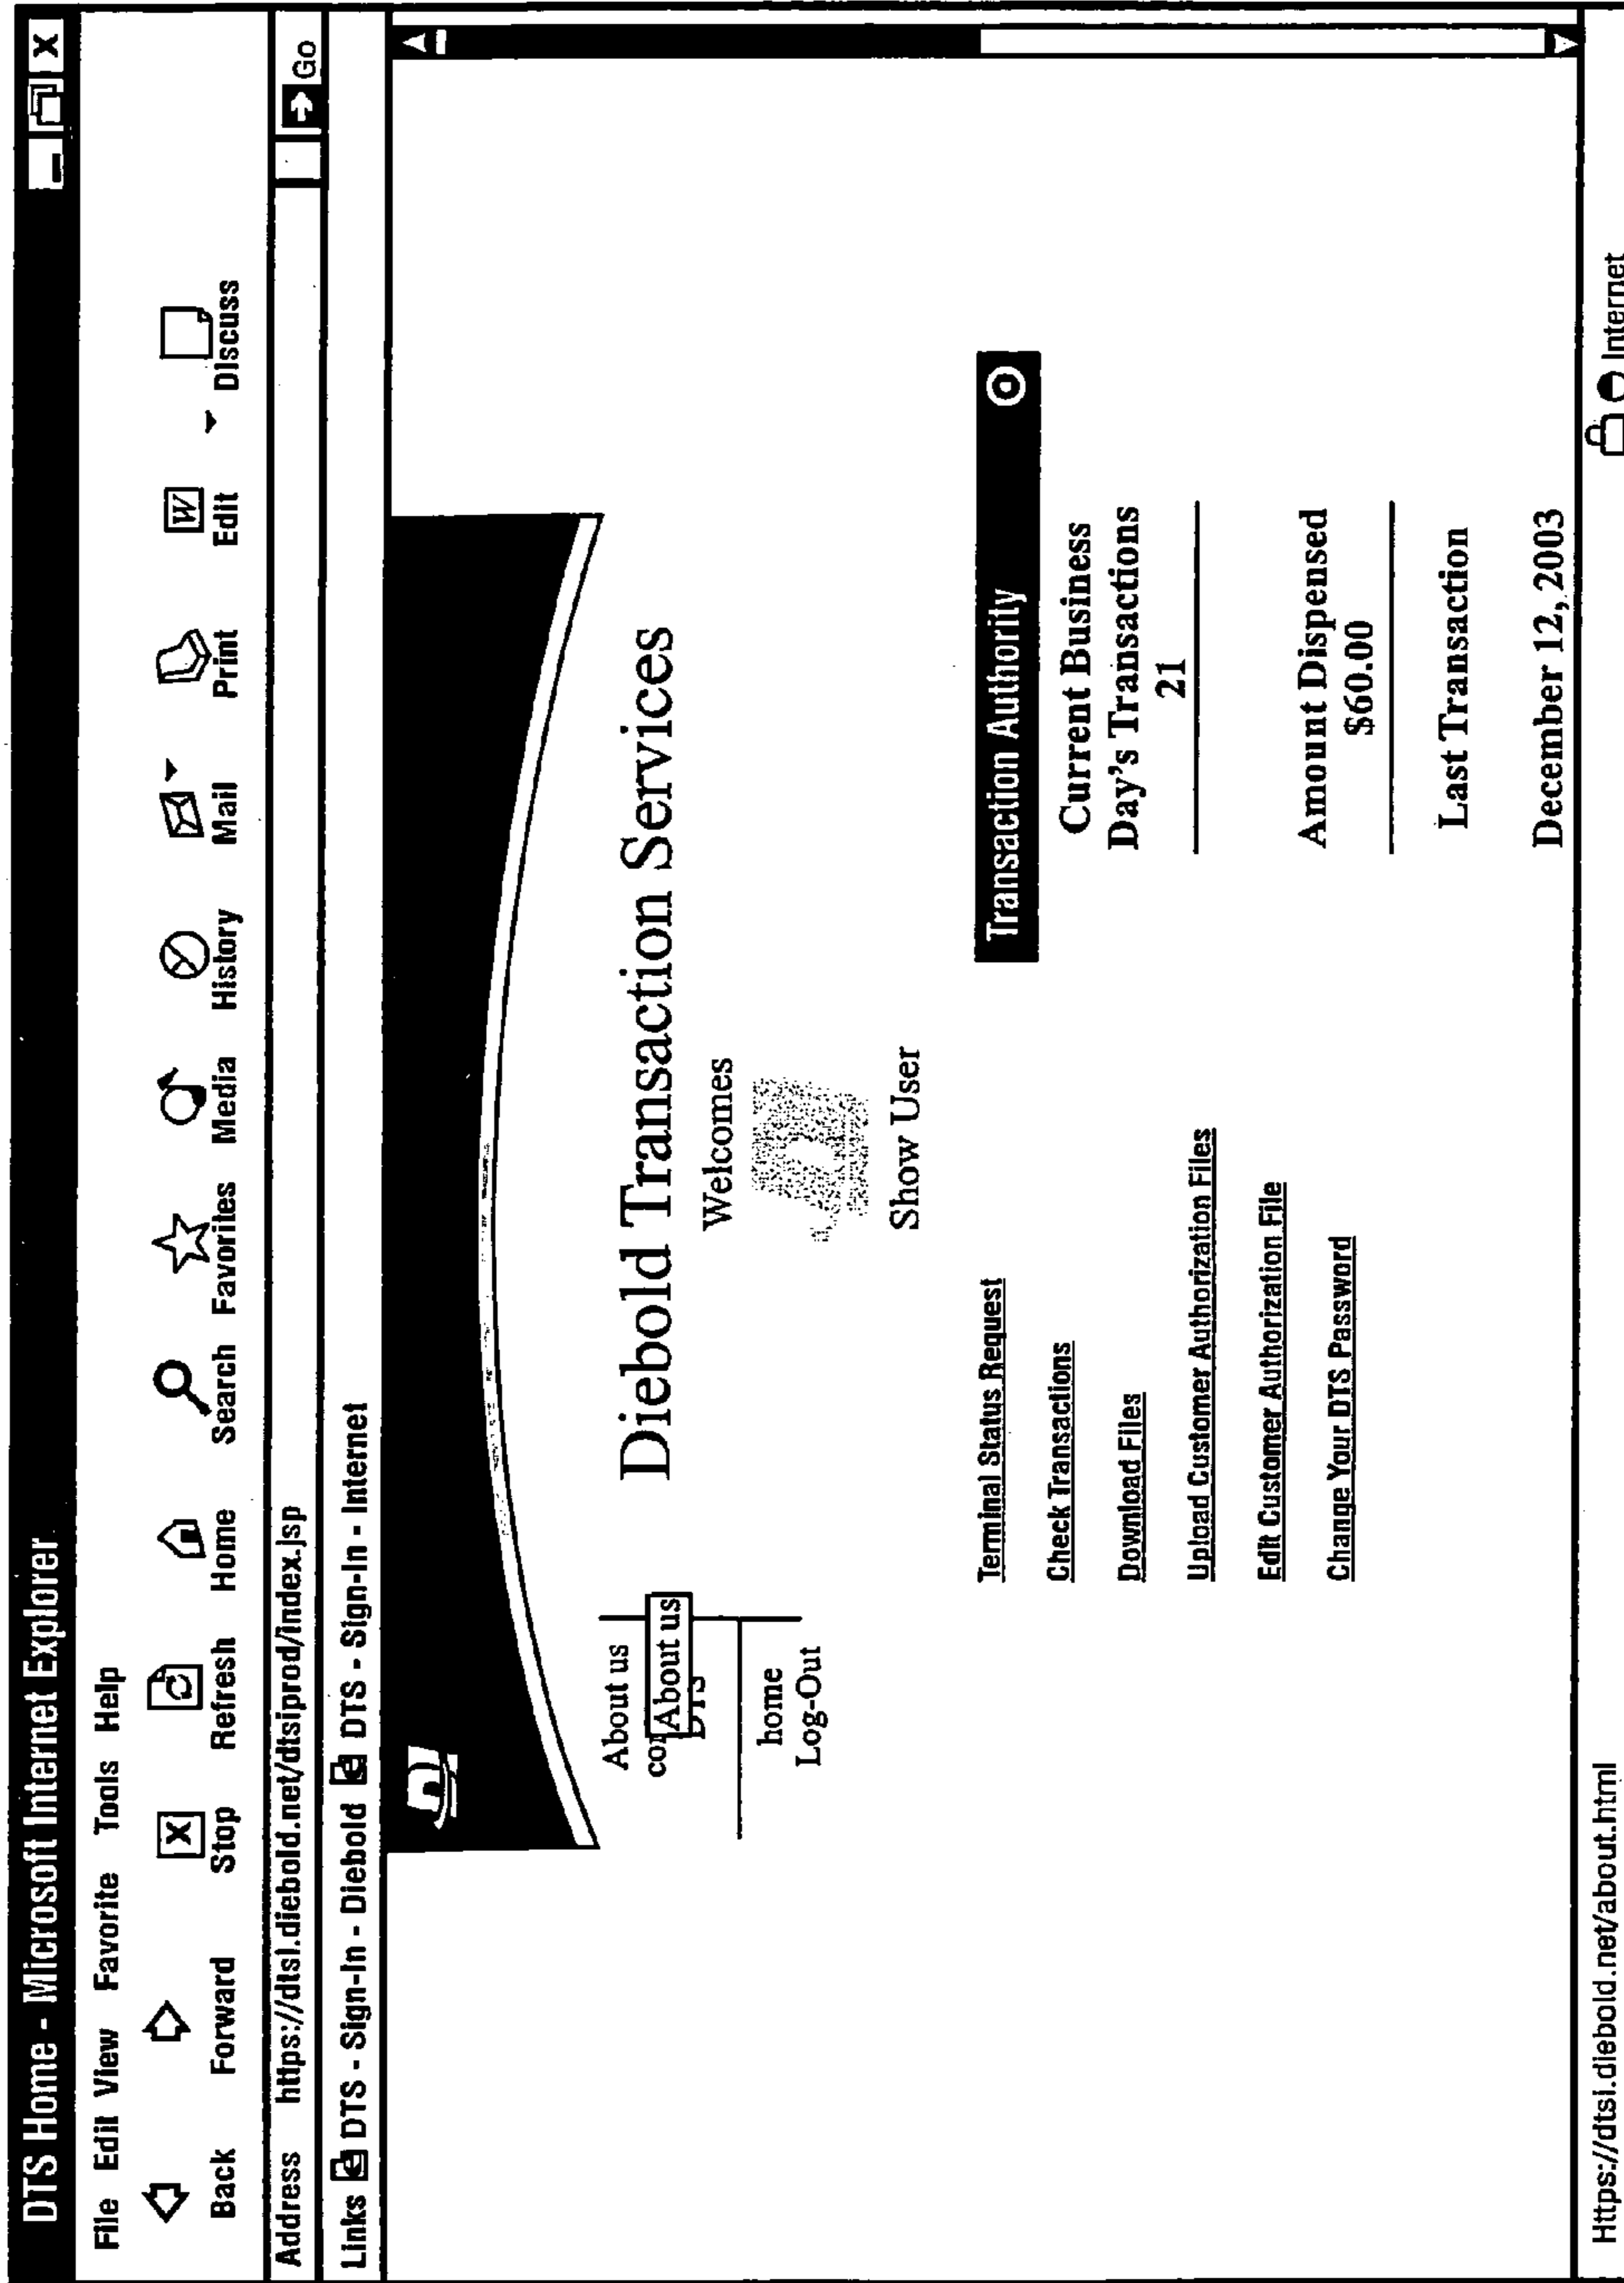 DTS Home - Microsoft Internet Explorer
X
File Edit View Favorite Tools Help
Back Forward Stop Refresh Home Search Favorites Media History Mail Print Edit Discuss
Address https://dtsl.diebold.net/dtsiprod/index.jsp Go
Links DTS - Sign-In - Diebold DTS - Sign-In - Internet
About us
About us
DTS
home
Log-Out
Diebold Transaction Services
Welcomes
Show User
Terminal Status Request
Check Transactions
Download Files
Upload Customer Authorization Files
Edit Customer Authorization File
Change Your DTS Password
Transaction Authority
Current Business
Day's Transactions
21
Amount Dispensed
$60.00
Last Transaction
December 12, 2003
Https://dtsl.diebold.net/about.html Internet